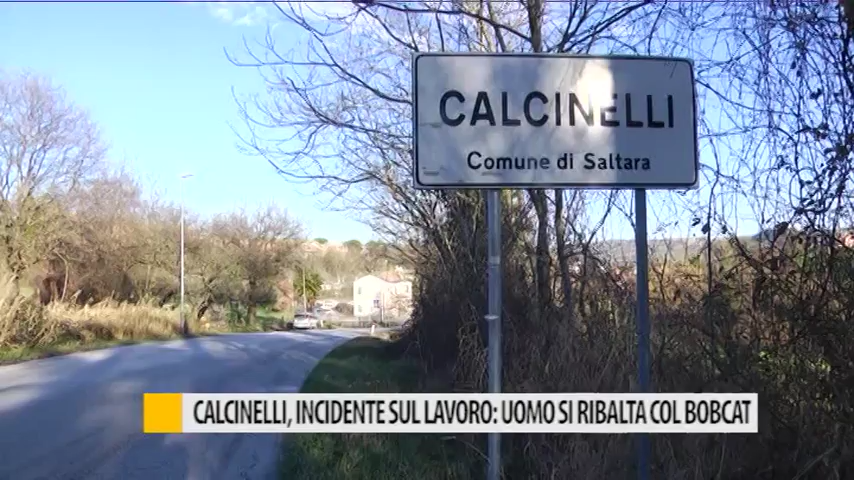 CALCINELLI
Comune di Saltara
CALCINELLI, INCIDENTE SUL LAVORO: UOMO SI RIBALTA COL BOBCAT